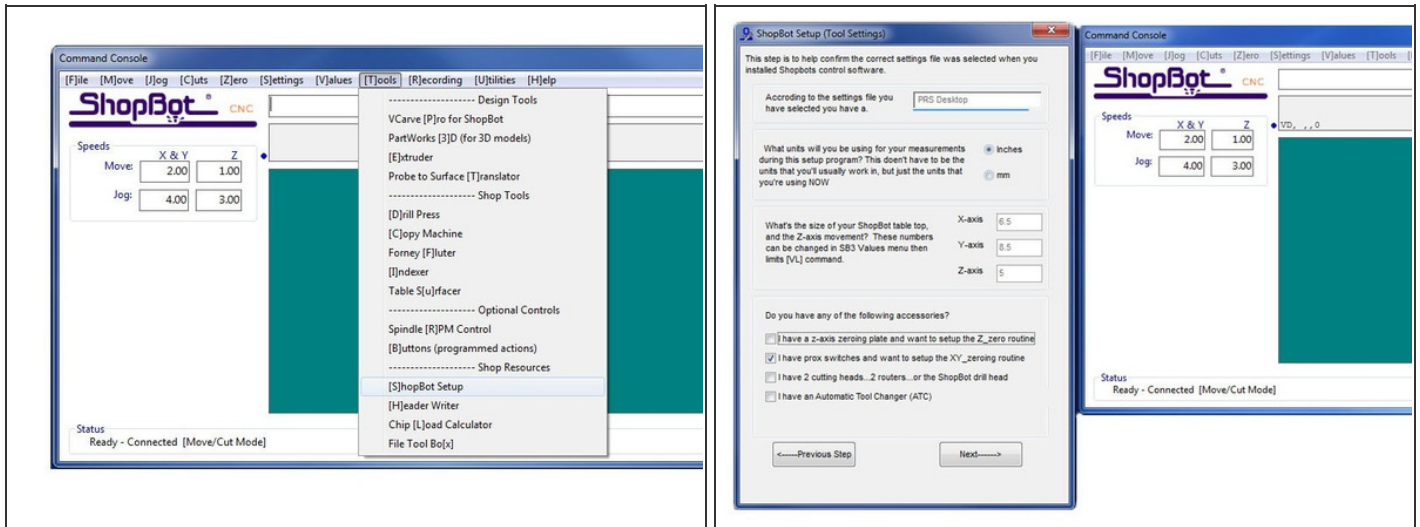 Command Console
[F]ile [M]ove [J]og [C]uts [Z]ero [S]ettings [V]alues [T]ools [R]ecording [U]tilities [H]elp
ShopBot® CNC
Speeds
X & Y Z
Move: 2.00 1.00
Jog: 4.00 3.00
-------------------- Design Tools
VCarve [P]ro for ShopBot
PartWorks [3]D (for 3D models)
[E]xtruder
Probe to Surface [T]ranslator
-------------------- Shop Tools
[D]rill Press
[C]opy Machine
Forney [F]luter
[I]ndexer
Table S[u]rfacer
-------------------- Optional Controls
Spindle [R]PM Control
[B]uttons (programmed actions)
-------------------- Shop Resources
[S]hopBot Setup
[H]eader Writer
Chip [L]oad Calculator
File Tool Bo[x]
Status
Ready - Connected [Move/Cut Mode]
ShopBot Setup (Tool Settings)
This step is to help confirm the correct settings file was selected when you
installed Shopbots control software.
Accroding to the settings file you
have selected you have a.
PRS Desktop
What units will you be using for your measurements
during this setup program? This doen't have to be the
units that you'll usually work in, but just the units that
you're using NOW
inches
mm
What's the size of your ShopBot table top,
and the Z-axis movement? These numbers
can be changed in SB3 Values menu then
limits [VL] command.
X-axis 6.5
Y-axis 8.5
Z-axis 5
Do you have any of the following accessories?
I have a z-axis zeroing plate and want to setup the Z_zero routine
I have prox switches and want to setup the XY_zeroing routine
I have 2 cutting heads...2 routers...or the ShopBot drill head
I have an Automatic Tool Changer (ATC)
<-----Previous Step
Next------>
Command Console
[F]ile [M]ove [J]og [C]uts [Z]ero [S]ettings [V]alues [T]ools [
ShopBot® CNC
Speeds
X & Y Z
Move: 2.00 1.00
Jog: 4.00 3.00
VD, ,,0
Status
Ready - Connected [Move/Cut Mode]